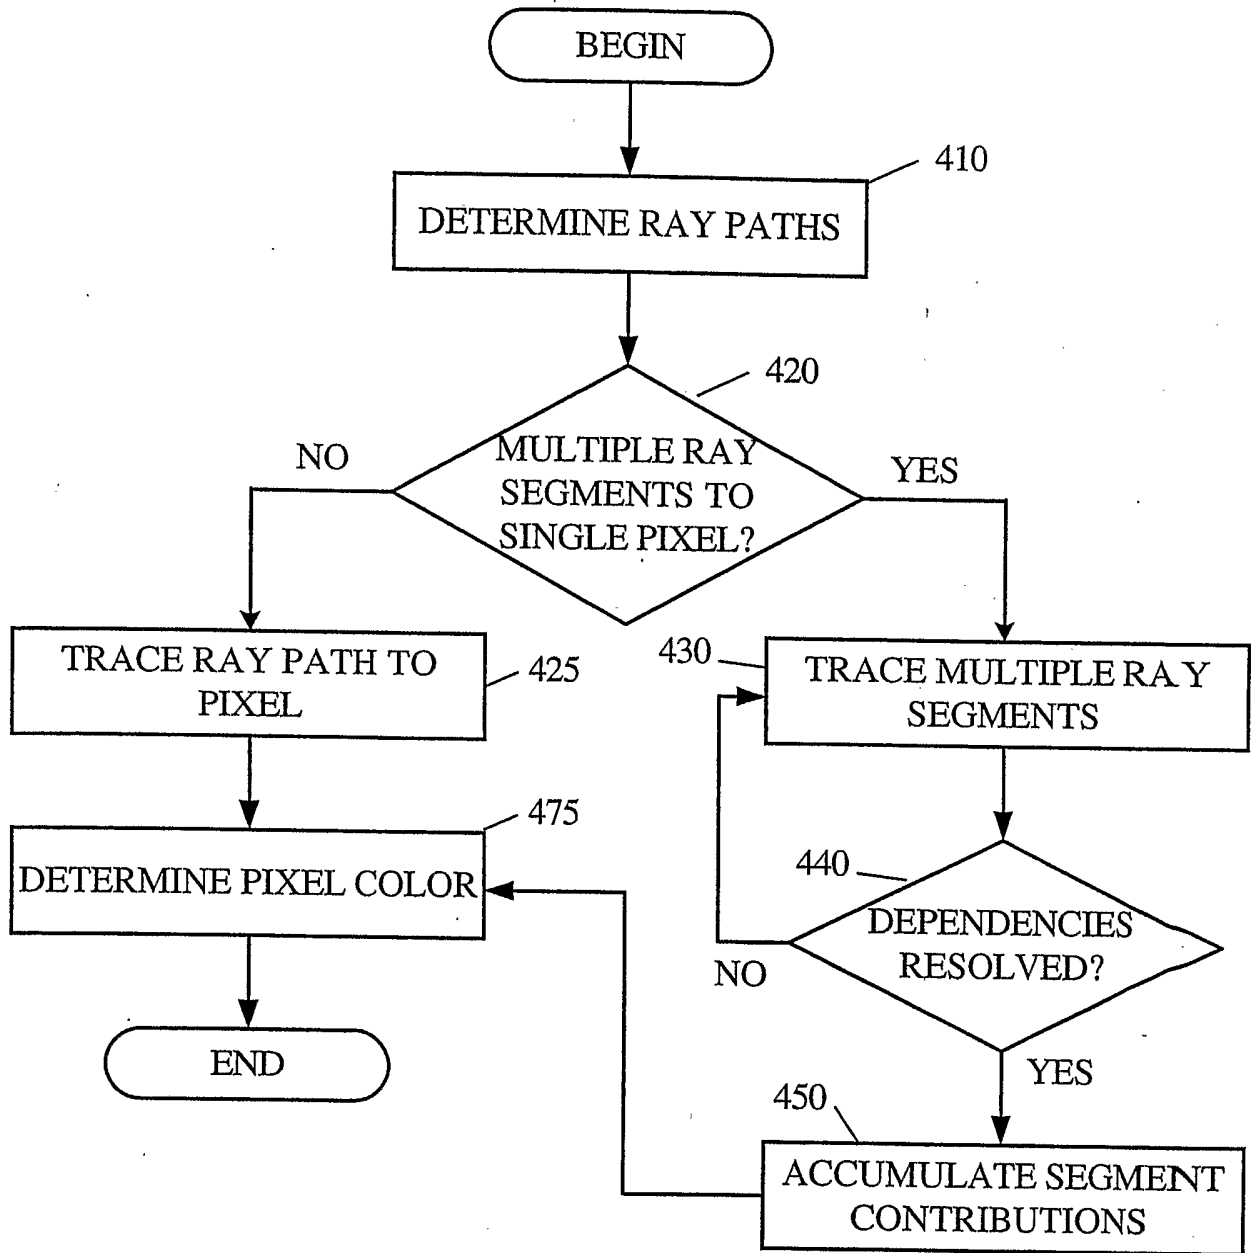 BEGIN
410
DETERMINE RAY PATHS
420
MULTIPLE RAY
SEGMENTS TO
SINGLE PIXEL?
NO
YES
TRACE RAY PATH TO
PIXEL
425
430
TRACE MULTIPLE RAY
SEGMENTS
475
DETERMINE PIXEL COLOR
440
DEPENDENCIES
RESOLVED?
NO
YES
END
450
ACCUMULATE SEGMENT
CONTRIBUTIONS